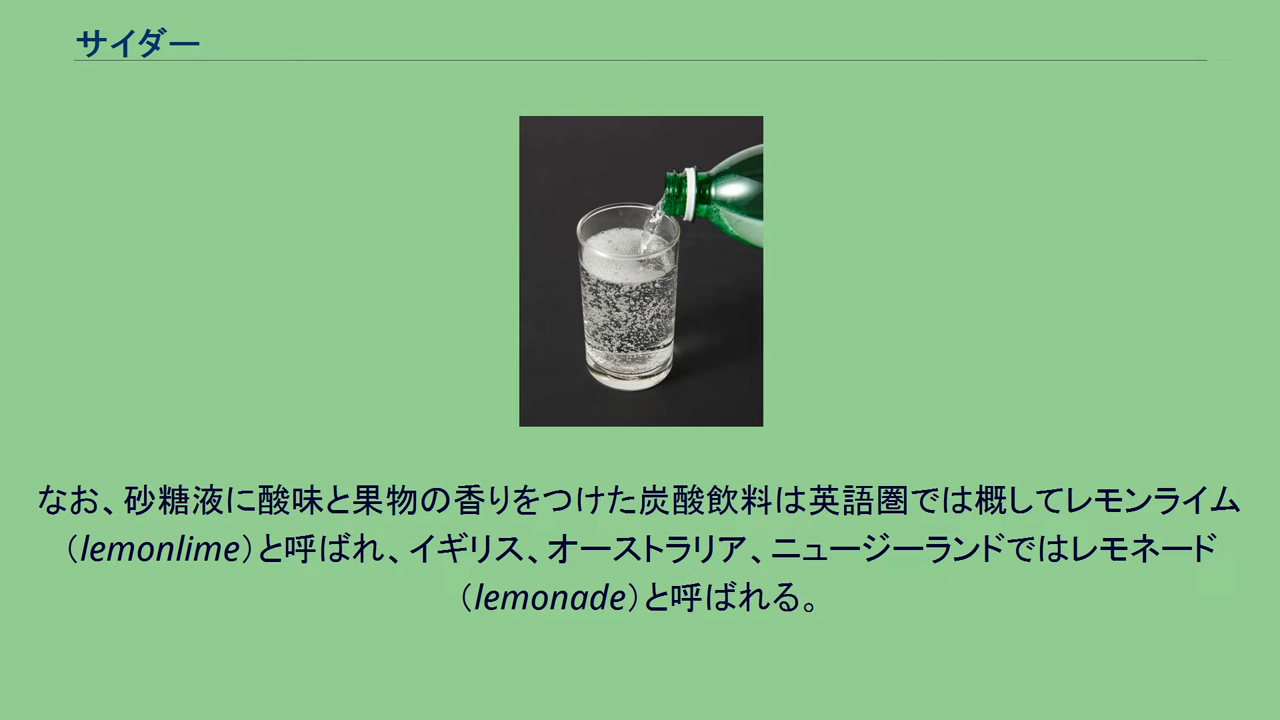 サイダー
なお、砂糖液に酸味と果物の香りをつけた炭酸飲料は英語圏では概してレモンライム
（lemonlime）と呼ばれ、イギリス、オーストラリア、ニュージーランドではレモネード
（lemonade）と呼ばれる。